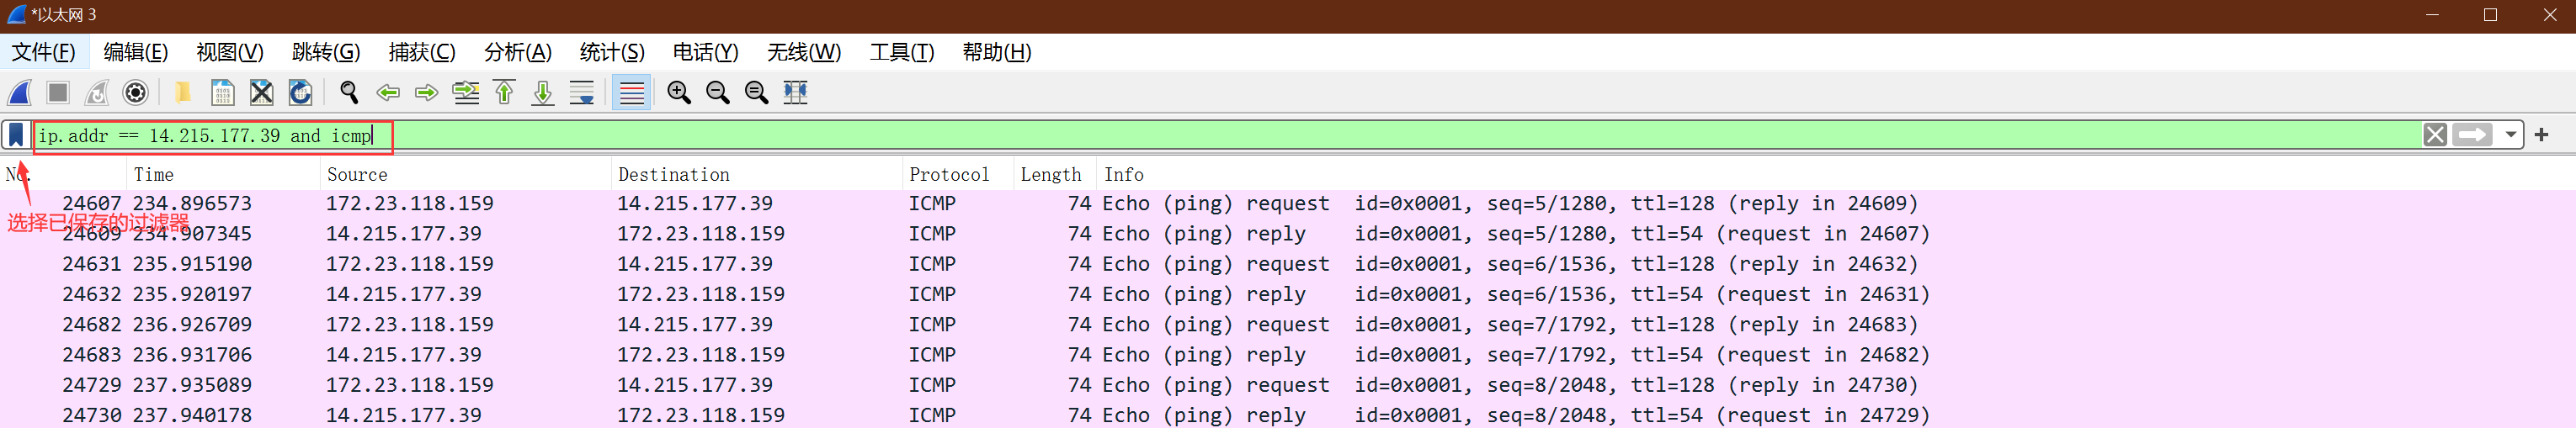 *以太网 3
文件(F) 编辑(E) 视图(V) 跳转(G) 捕获(C) 分析(A) 统计(S) 电话(Y) 无线(W) 工具(T) 帮助(H)
ip.addr == 14.215.177.39 and icmp
No. Time Source Destination Protocol Length Info
24607 234.896573 172.23.118.159 14.215.177.39 ICMP 74 Echo (ping) request id=0x0001, seq=5/1280, ttl=128 (reply in 24609)
选择已保存的过滤器
24609 234.907345 14.215.177.39 172.23.118.159 ICMP 74 Echo (ping) reply id=0x0001, seq=5/1280, ttl=54 (request in 24607)
24631 235.915190 172.23.118.159 14.215.177.39 ICMP 74 Echo (ping) request id=0x0001, seq=6/1536, ttl=128 (reply in 24632)
24632 235.920197 14.215.177.39 172.23.118.159 ICMP 74 Echo (ping) reply id=0x0001, seq=6/1536, ttl=54 (request in 24631)
24682 236.926709 172.23.118.159 14.215.177.39 ICMP 74 Echo (ping) request id=0x0001, seq=7/1792, ttl=128 (reply in 24683)
24683 236.931706 14.215.177.39 172.23.118.159 ICMP 74 Echo (ping) reply id=0x0001, seq=7/1792, ttl=54 (request in 24682)
24729 237.935089 172.23.118.159 14.215.177.39 ICMP 74 Echo (ping) request id=0x0001, seq=8/2048, ttl=128 (reply in 24730)
24730 237.940178 14.215.177.39 172.23.118.159 ICMP 74 Echo (ping) reply id=0x0001, seq=8/2048, ttl=54 (request in 24729)